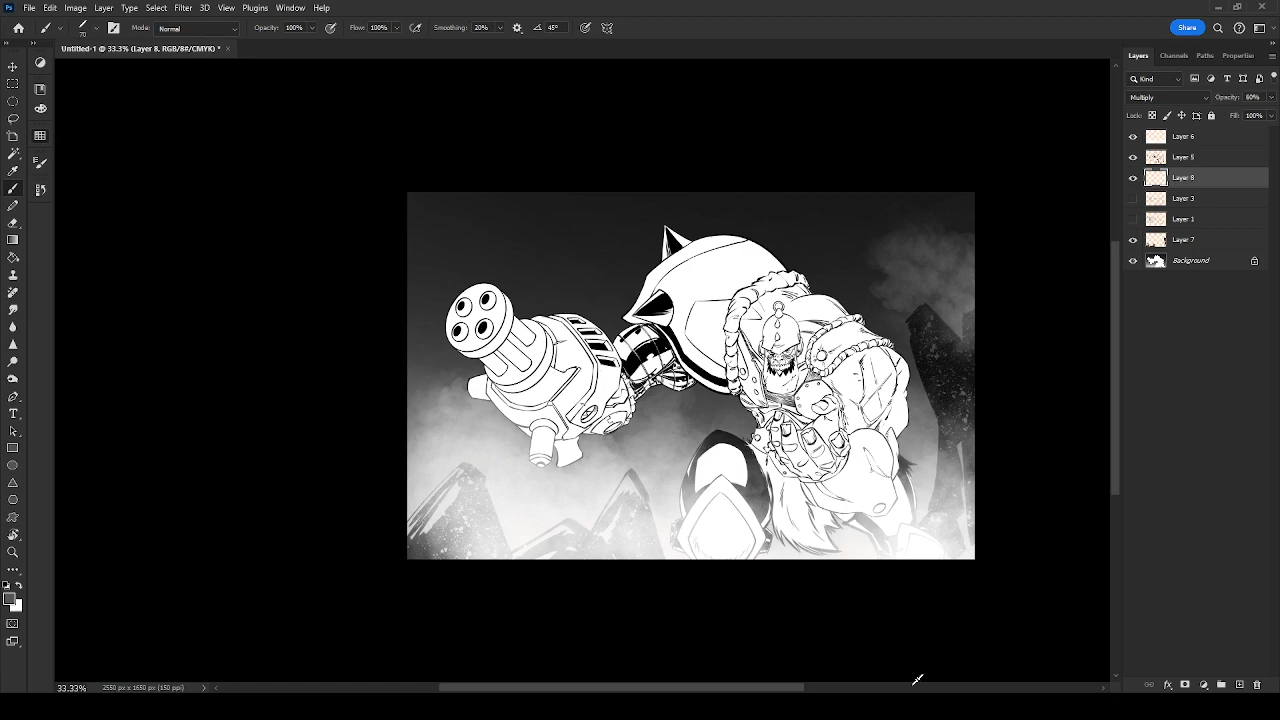 Ps File Edit Image Layer Type Select Filter 3D View Plugins Window Help
70 Mode: Normal Opacity: 100% Flow: 100% Smoothing: 20% 45° Share
Untitled-1 @ 33.3% (Layer 8, RGB/8#/CMYK) * ×
Layers Channels Paths Properties
Kind
Multiply Opacity: 60%
Lock: Fill: 100%
Layer 6
Layer 5
Layer 8
Layer 3
Layer 1
Layer 7
Background
33.33% 2550 px x 1650 px (150 ppi)